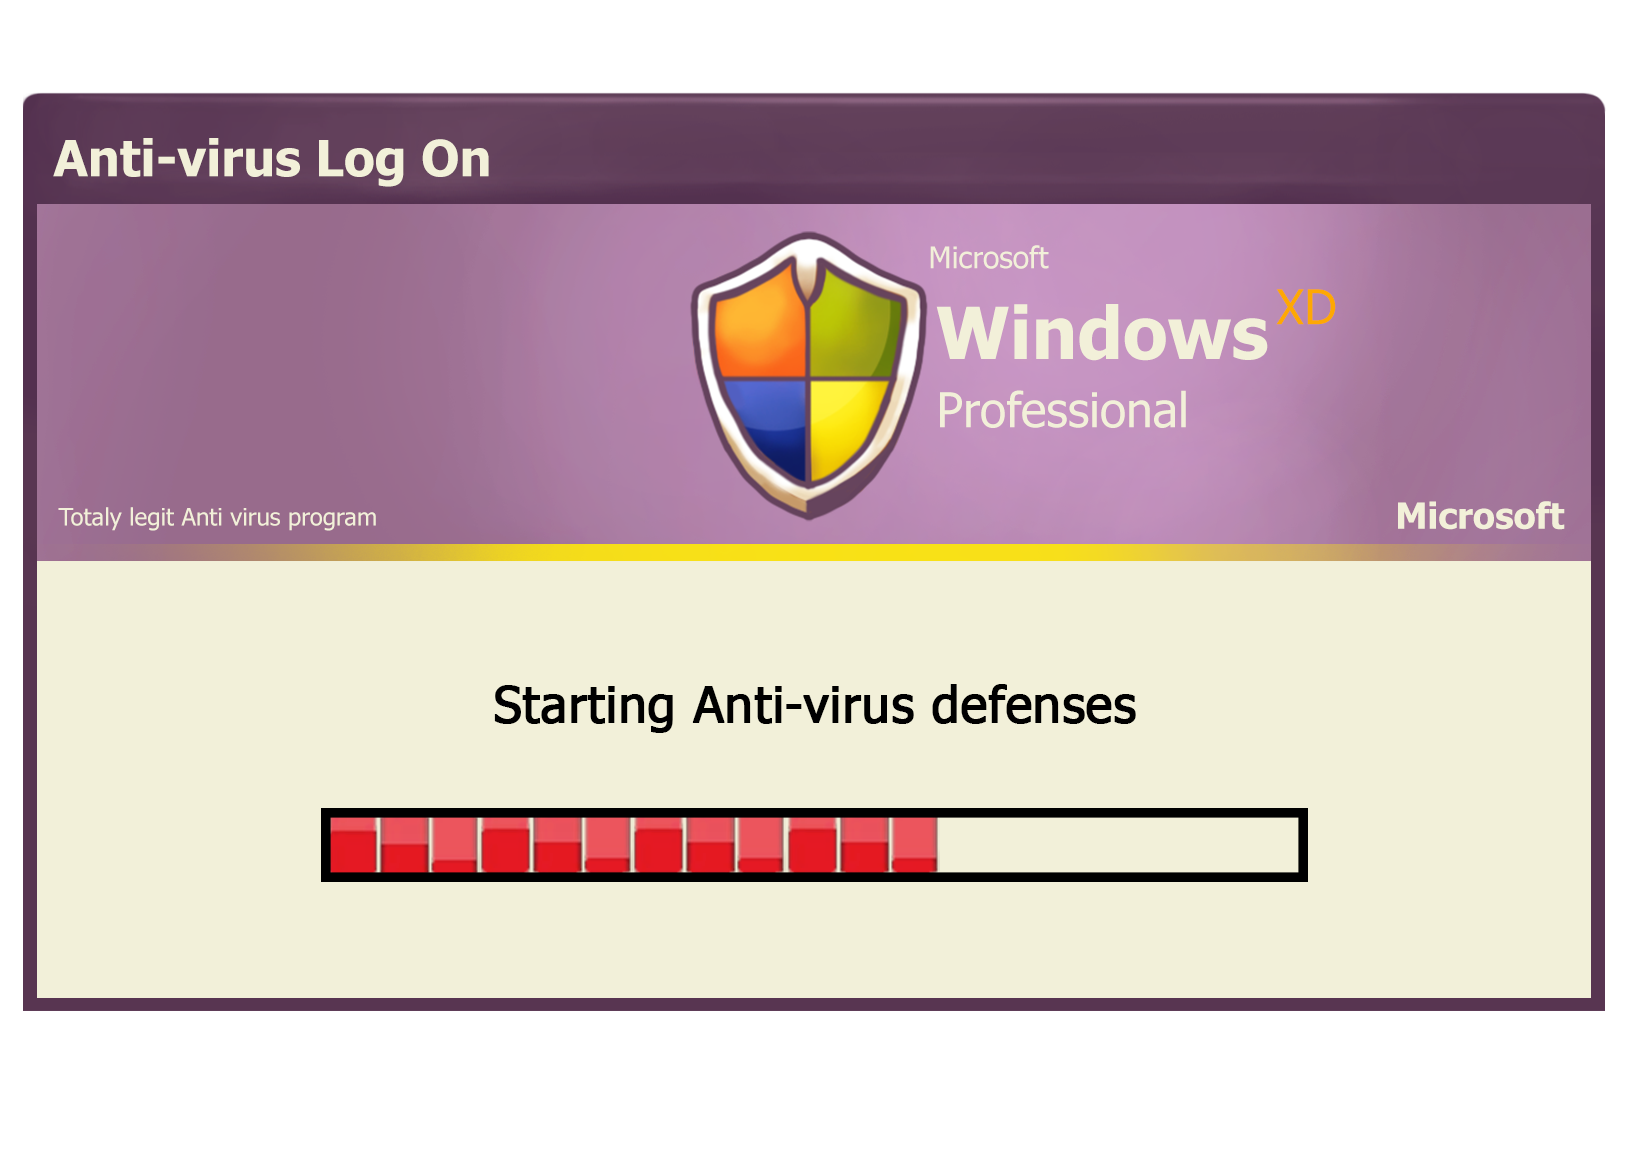 Anti-virus Log On
Microsoft
Windows XD
Professional
Totaly legit Anti virus program
Microsoft
Starting Anti-virus defenses